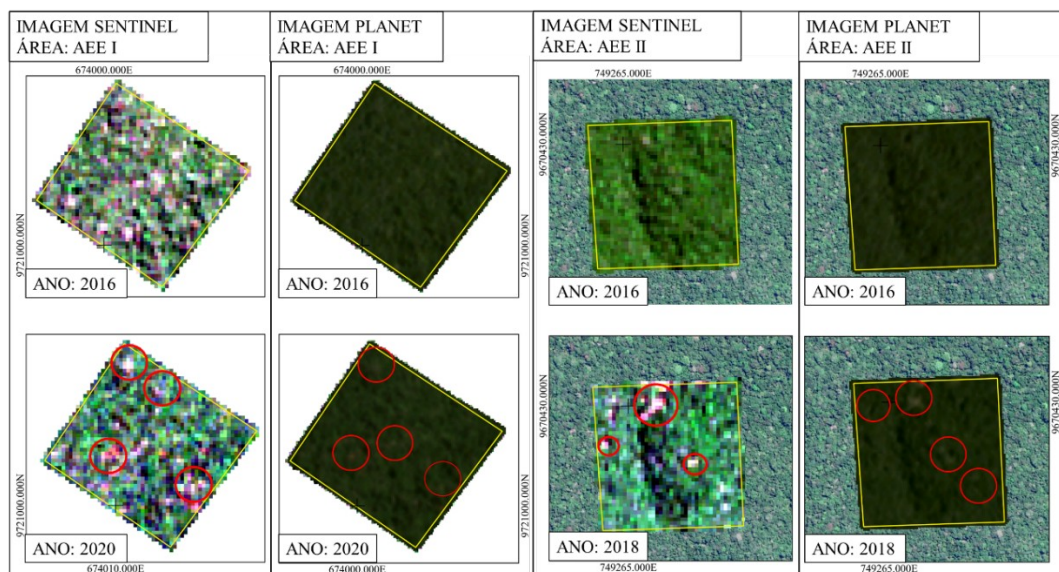 IMAGEM SENTINEL
ÁREA: AEE I
674000.000E
9721000.000N
ANO: 2016
IMAGEM PLANET
ÁREA: AEE I
674000.000E
9721000.000N
ANO: 2016
IMAGEM SENTINEL
ÁREA: AEE II
749265.000E
9670430.000N
ANO: 2016
IMAGEM PLANET
ÁREA: AEE II
749265.000E
9670430.000N
ANO: 2016
9721000.000N
ANO: 2020
674010.000E
9721000.000N
ANO: 2020
674000.000E
9670430.000N
ANO: 2018
749265.000E
9670430.000N
ANO: 2018
749265.000E